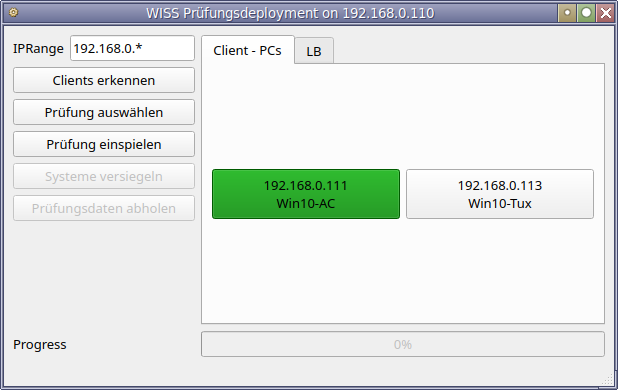 WISS Prüfungsdeployment on 192.168.0.110
IPRange 192.168.0.*
Clients erkennen
Prüfung auswählen
Prüfung einspielen
Systeme versiegeln
Prüfungsdaten abholen
Client - PCs
LB
192.168.0.111
Win10-AC
192.168.0.113
Win10-Tux
Progress
0%